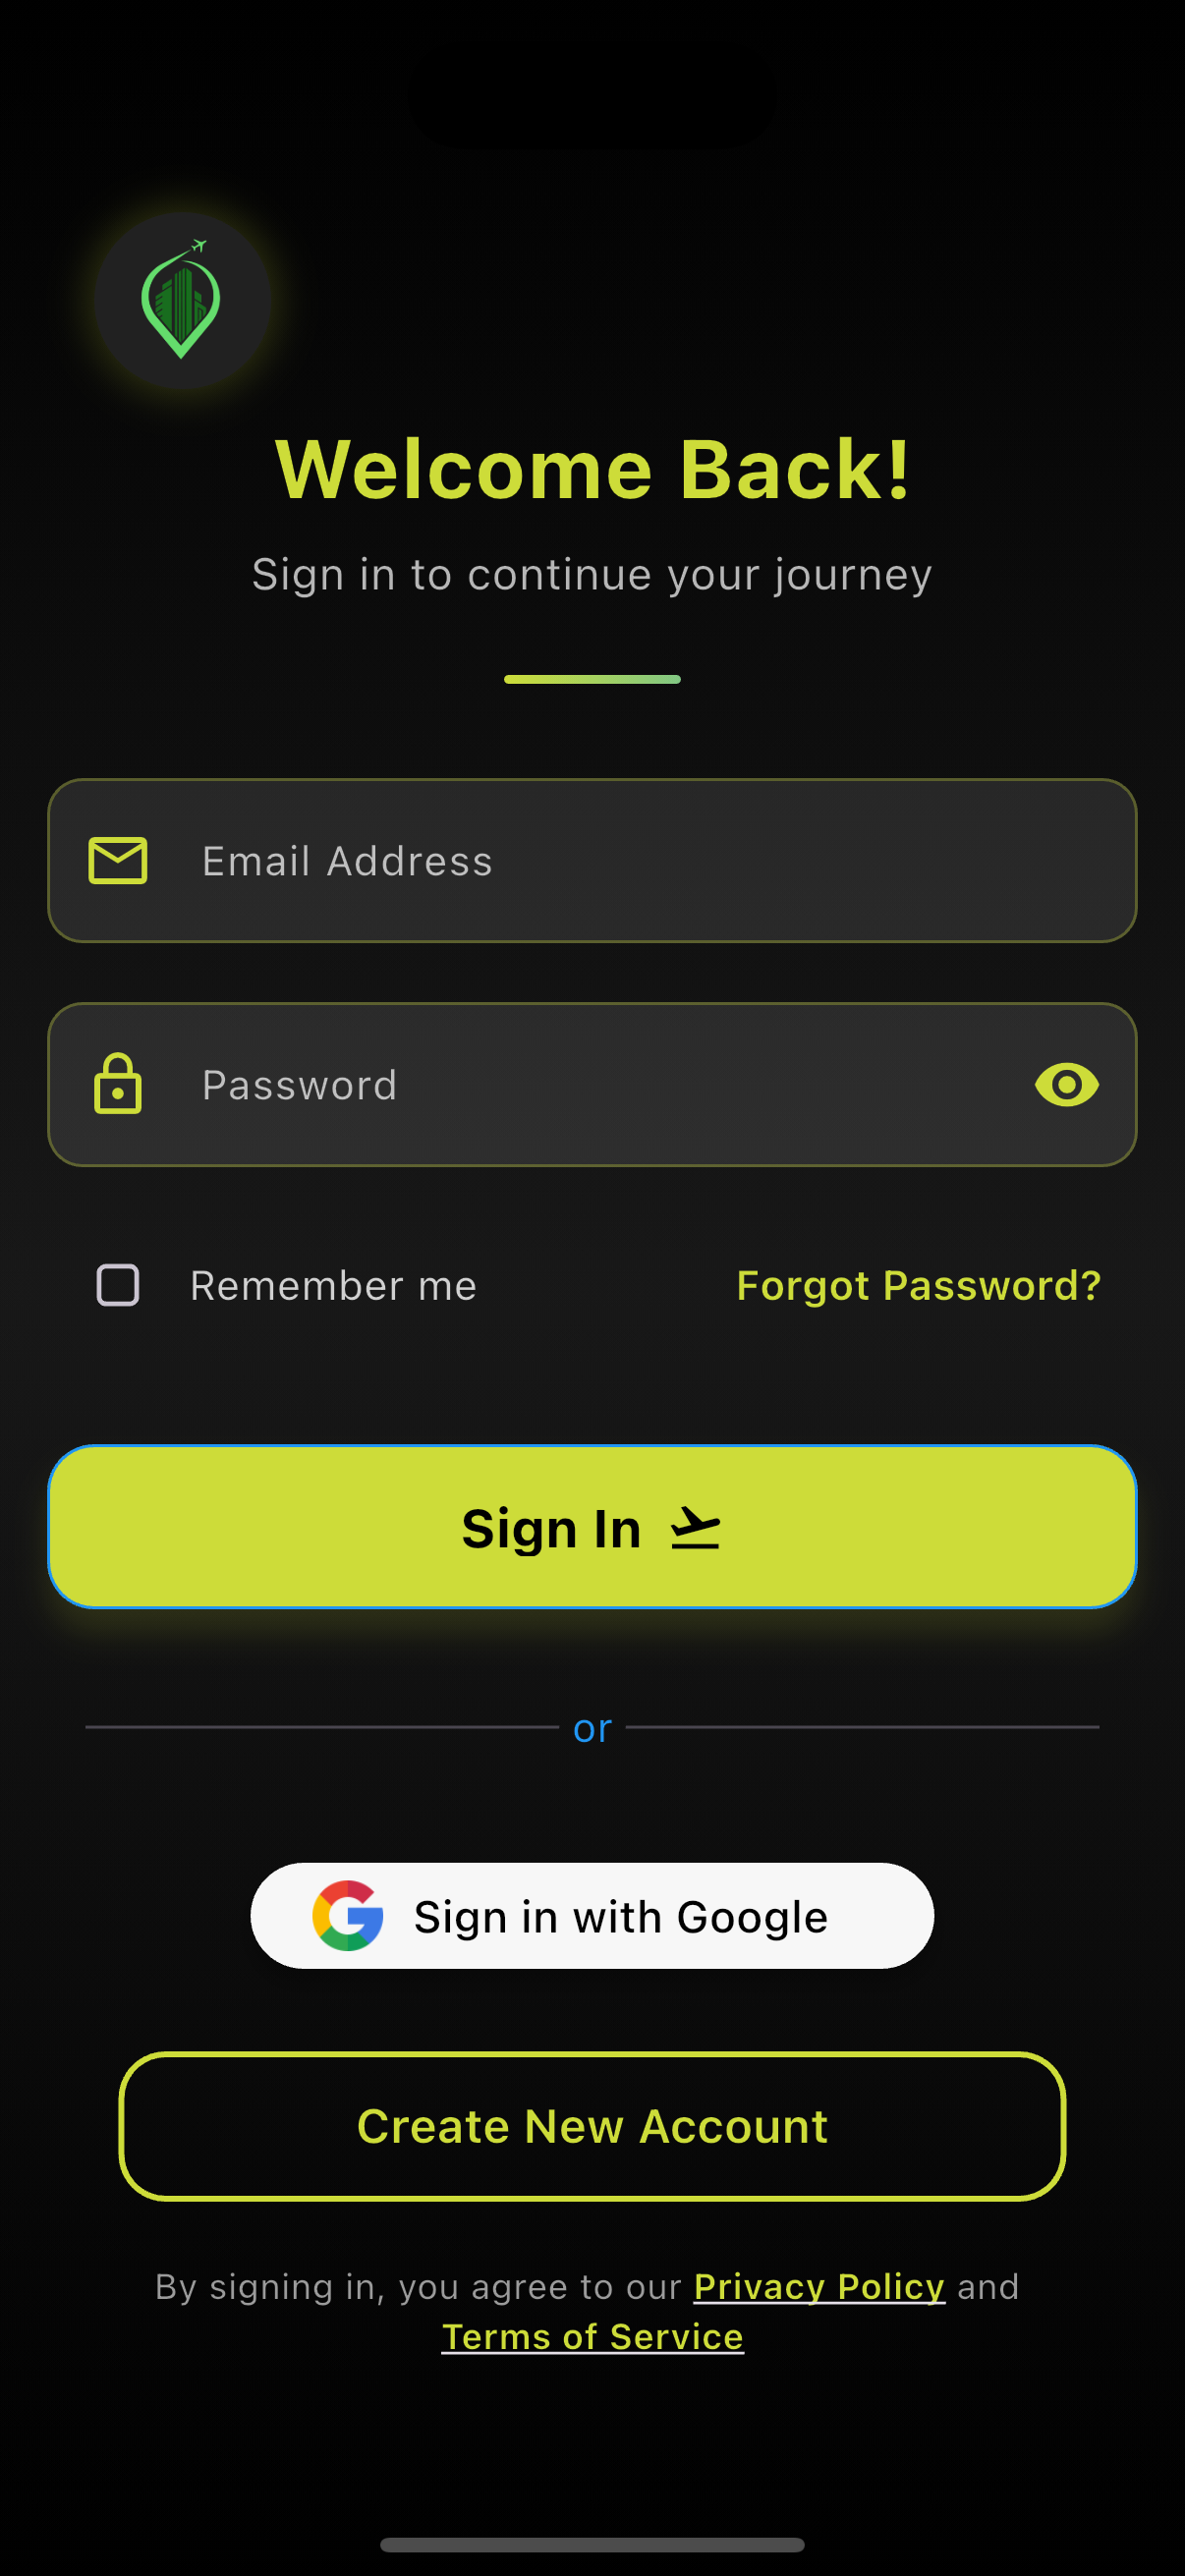 Welcome Back!
Sign in to continue your journey
Email Address
Password
Remember me
Forgot Password?
Sign In
or
Sign in with Google
Create New Account
By signing in, you agree to our Privacy Policy and
Terms of Service